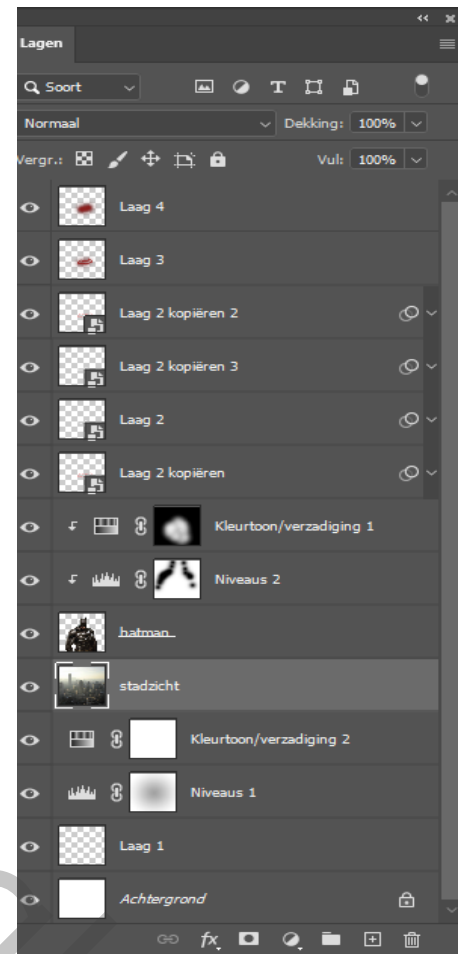 Lagen
Soort
Normaal Dekking: 100%
Vergr.: Vul: 100%
Laag 4
Laag 3
Laag 2 kopiëren 2
Laag 2 kopiëren 3
Laag 2
Laag 2 kopiëren
Kleurtoon/verzadiging 1
Niveaus 2
batman
stadzicht
Kleurtoon/verzadiging 2
Niveaus 1
Laag 1
Achtergrond
fx